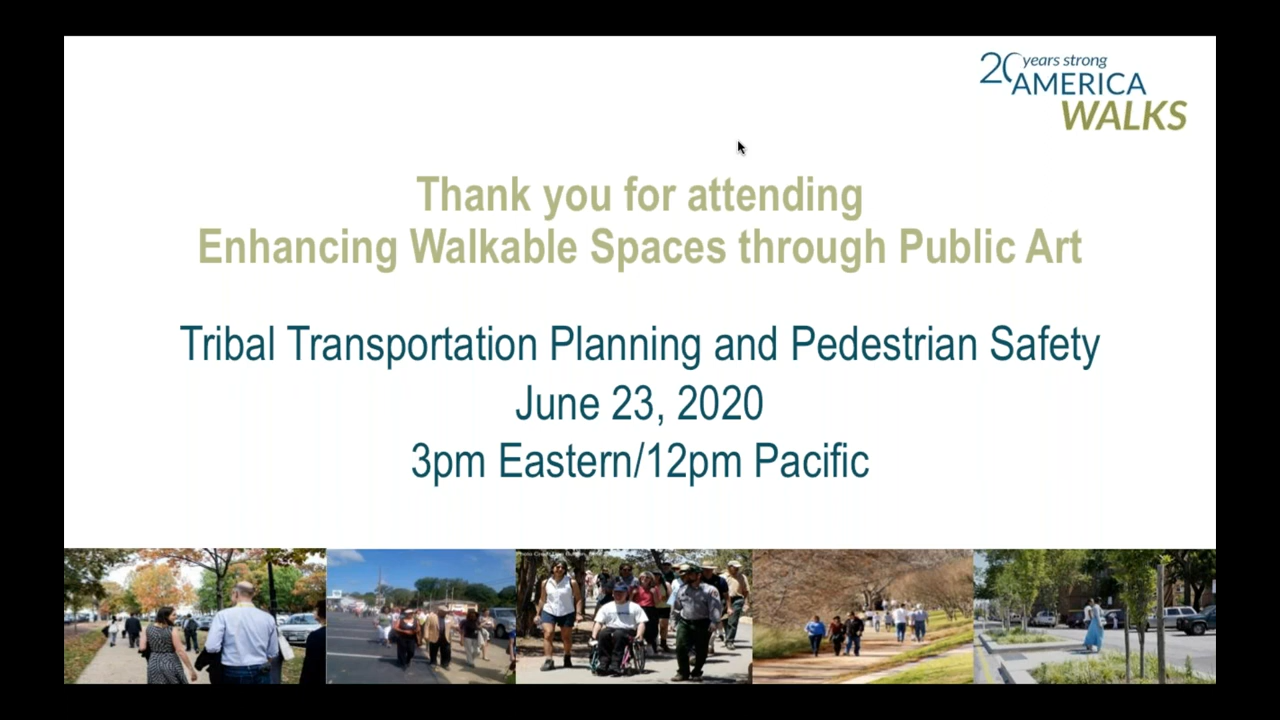 20 years strong
AMERICA
WALKS
Thank you for attending
Enhancing Walkable Spaces through Public Art
Tribal Transportation Planning and Pedestrian Safety
June 23, 2020
3pm Eastern/12pm Pacific